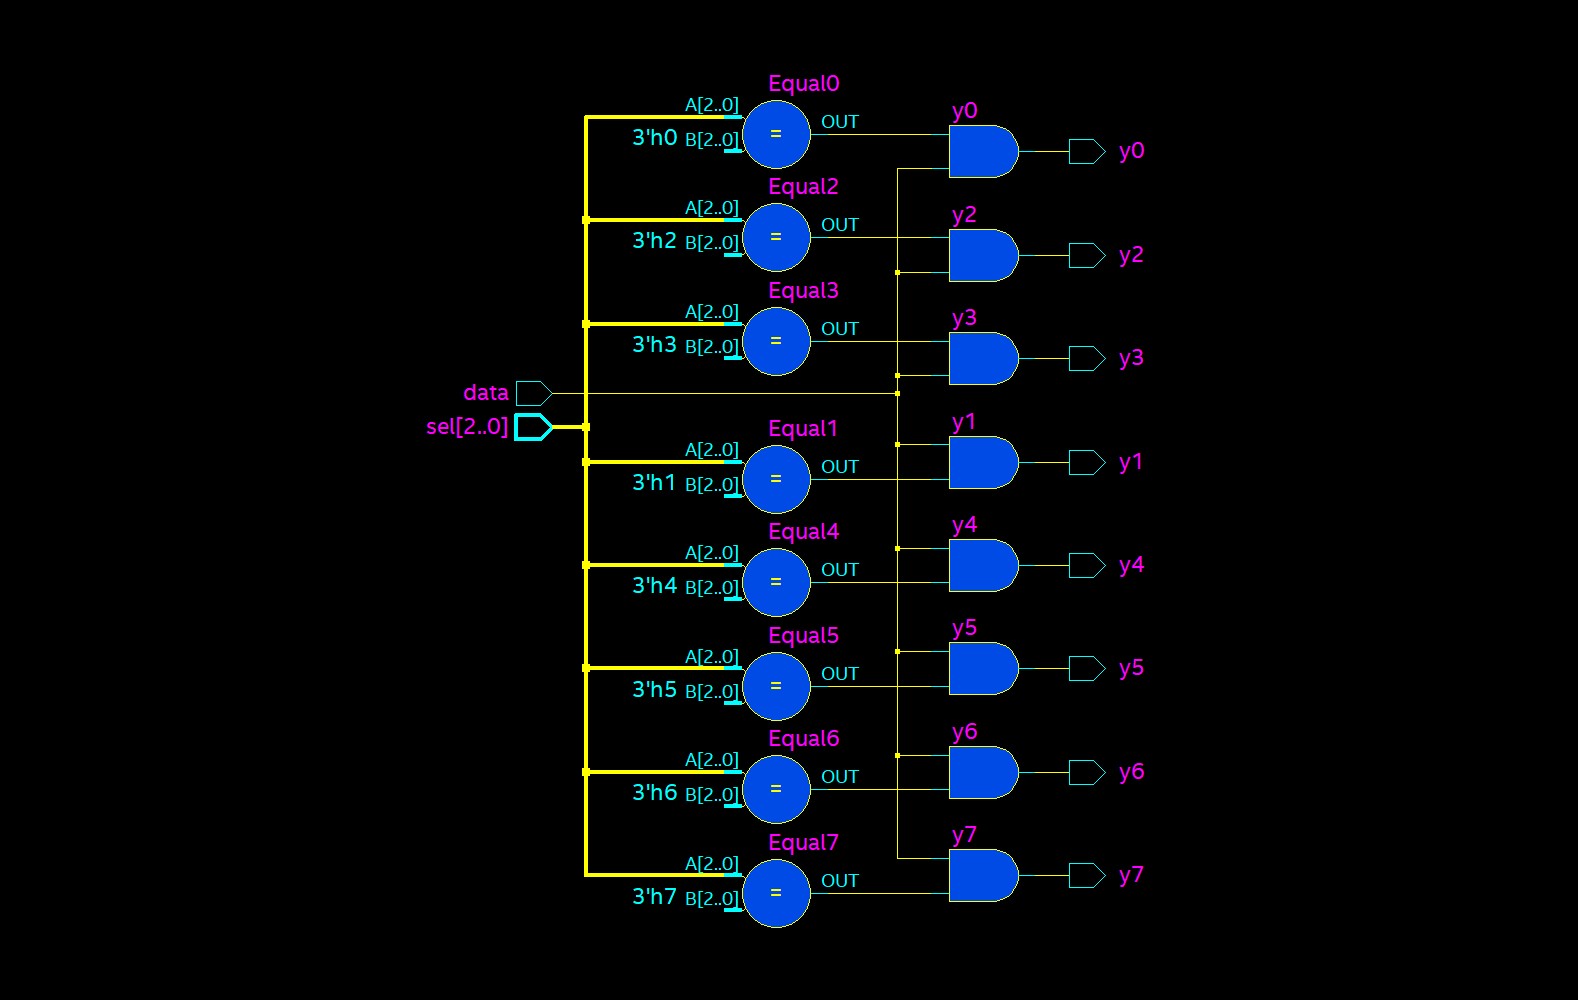 Equal0
A[2..0]
3'h0 B[2..0]
=
OUT
y0
y0
Equal2
A[2..0]
3'h2 B[2..0]
=
OUT
y2
y2
Equal3
A[2..0]
3'h3 B[2..0]
=
OUT
y3
y3
data
sel[2..0]
Equal1
A[2..0]
3'h1 B[2..0]
=
OUT
y1
y1
Equal4
A[2..0]
3'h4 B[2..0]
=
OUT
y4
y4
Equal5
A[2..0]
3'h5 B[2..0]
=
OUT
y5
y5
Equal6
A[2..0]
3'h6 B[2..0]
=
OUT
y6
y6
Equal7
A[2..0]
3'h7 B[2..0]
=
OUT
y7
y7